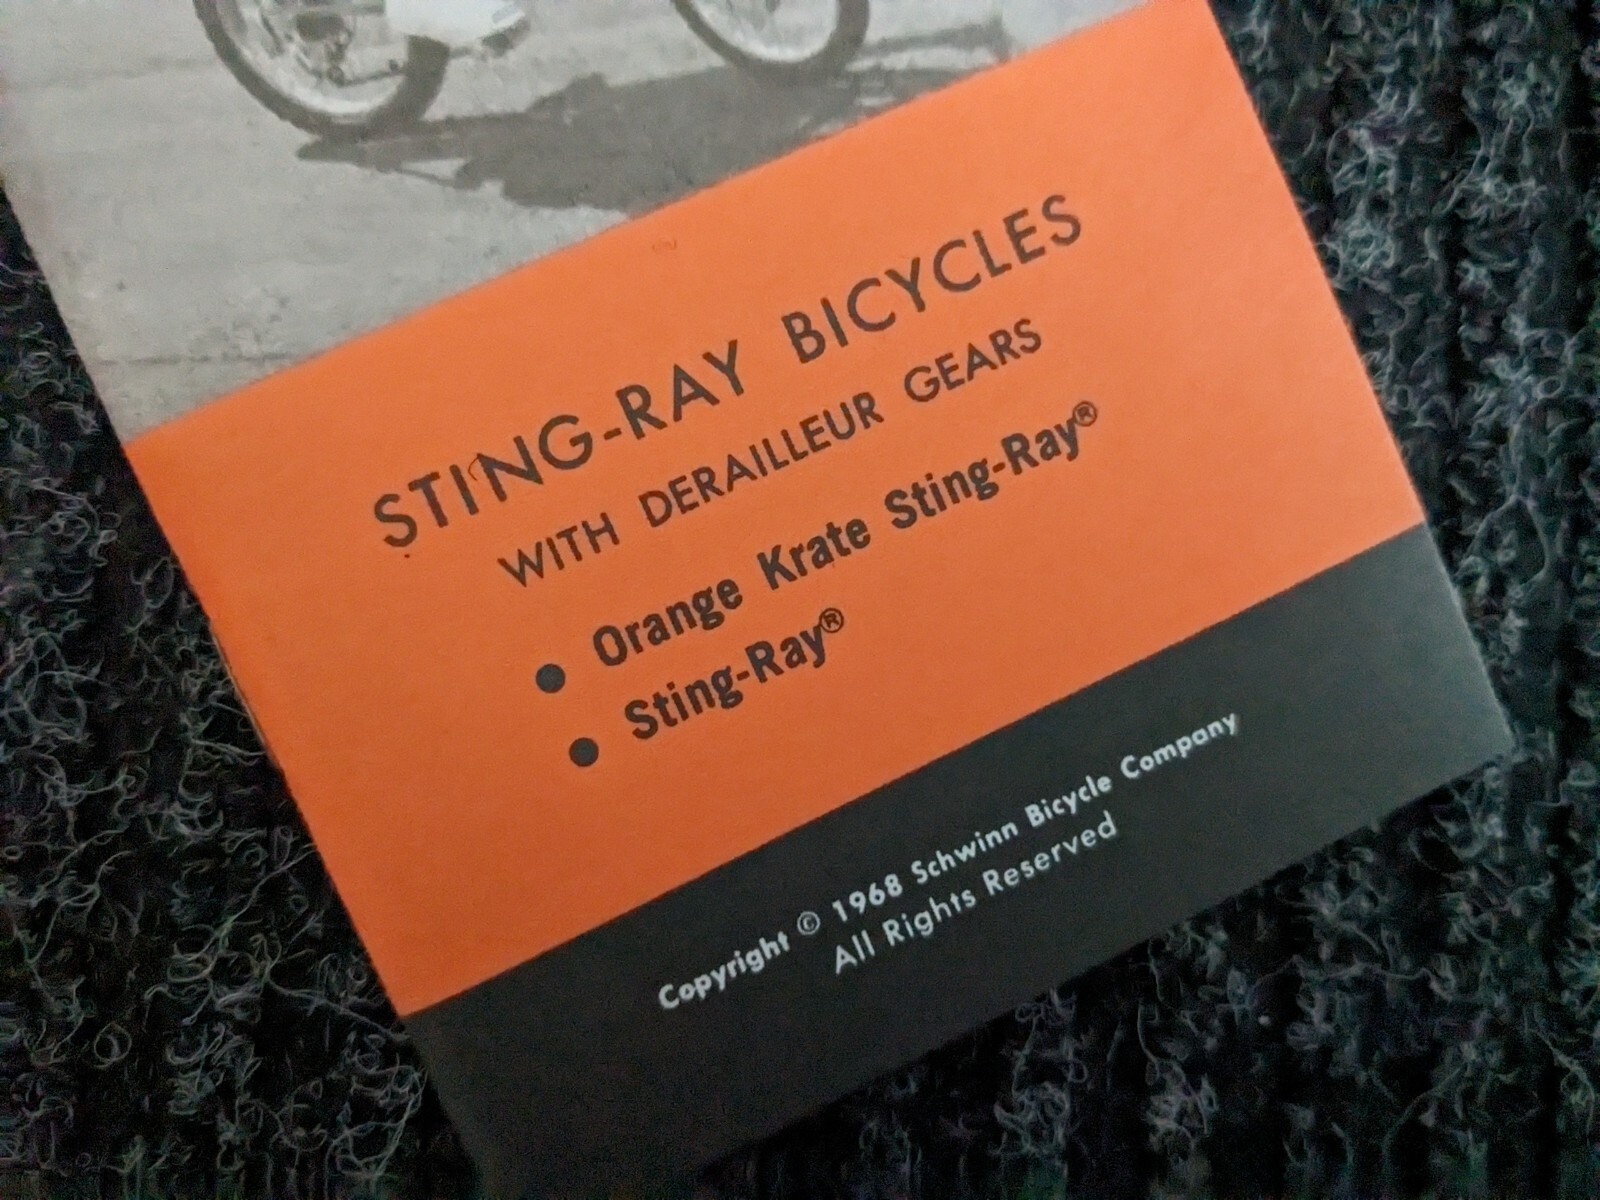 STING-RAY BICYCLES
WITH DERAILLEUR GEARS
● Orange Krate Sting-Ray®
● Sting-Ray®
Copyright © 1968 Schwinn Bicycle Company
All Rights Reserved